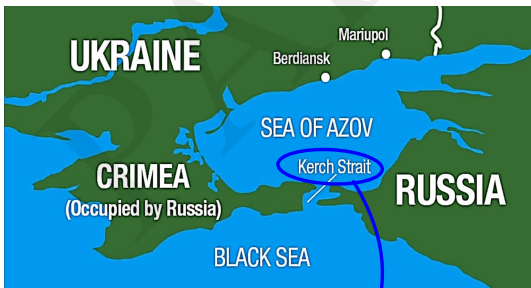 Mariupol
UKRAINE
Berdiansk
SEA OF AZOV
Kerch Strait
CRIMEA
(Occupied by Russia)
RUSSIA
BLACK SEA